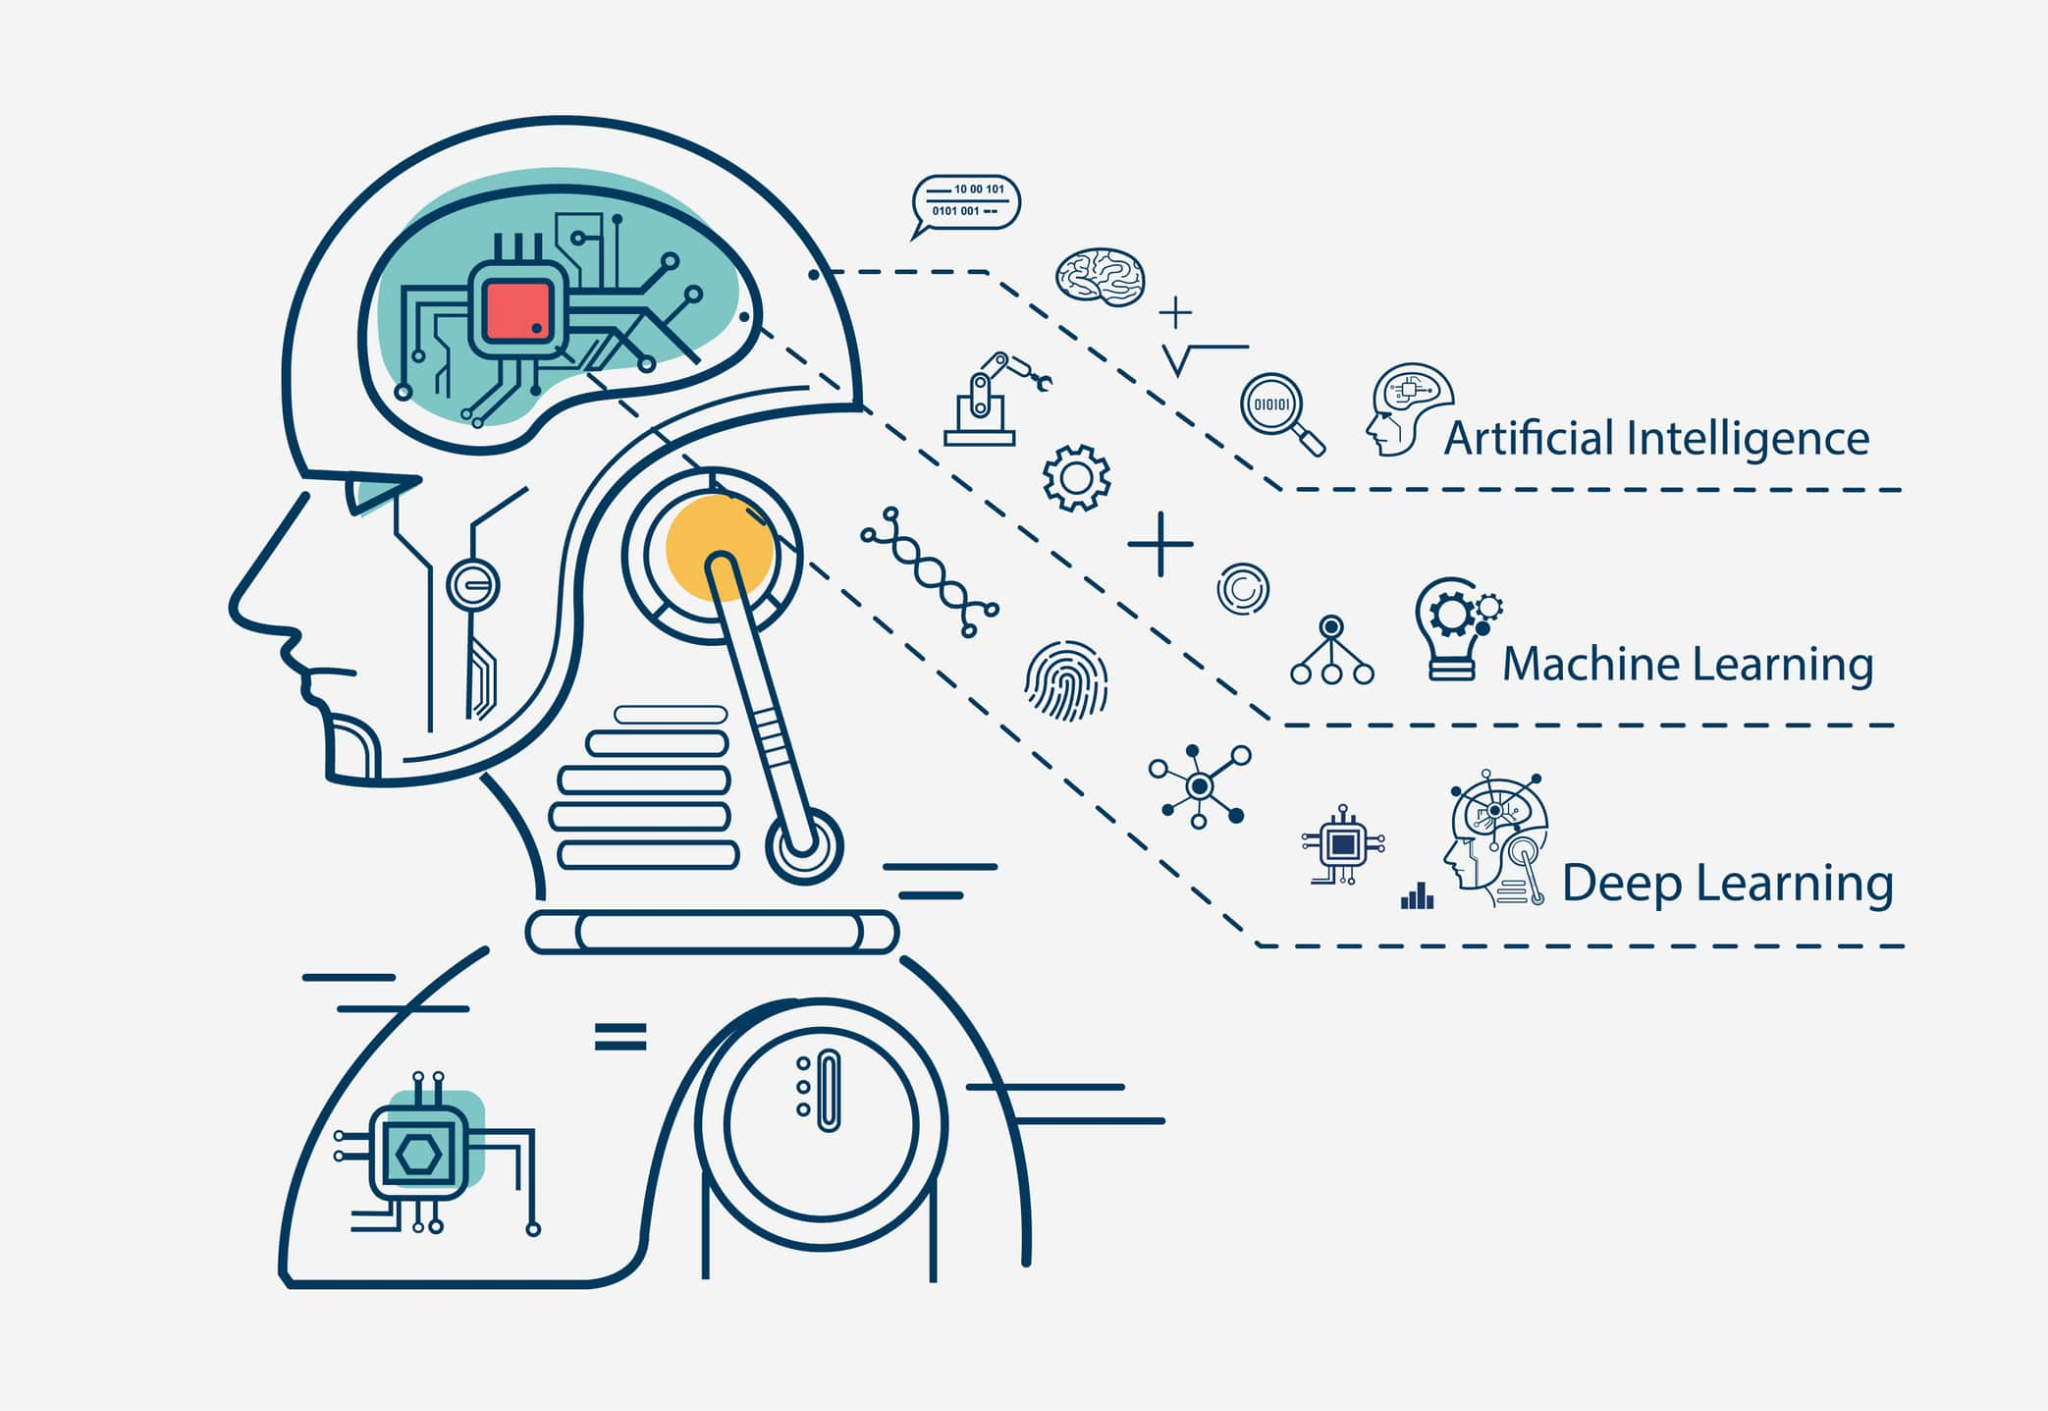 10 00 101
0101 001
010101
Artificial Intelligence
Machine Learning
Deep Learning